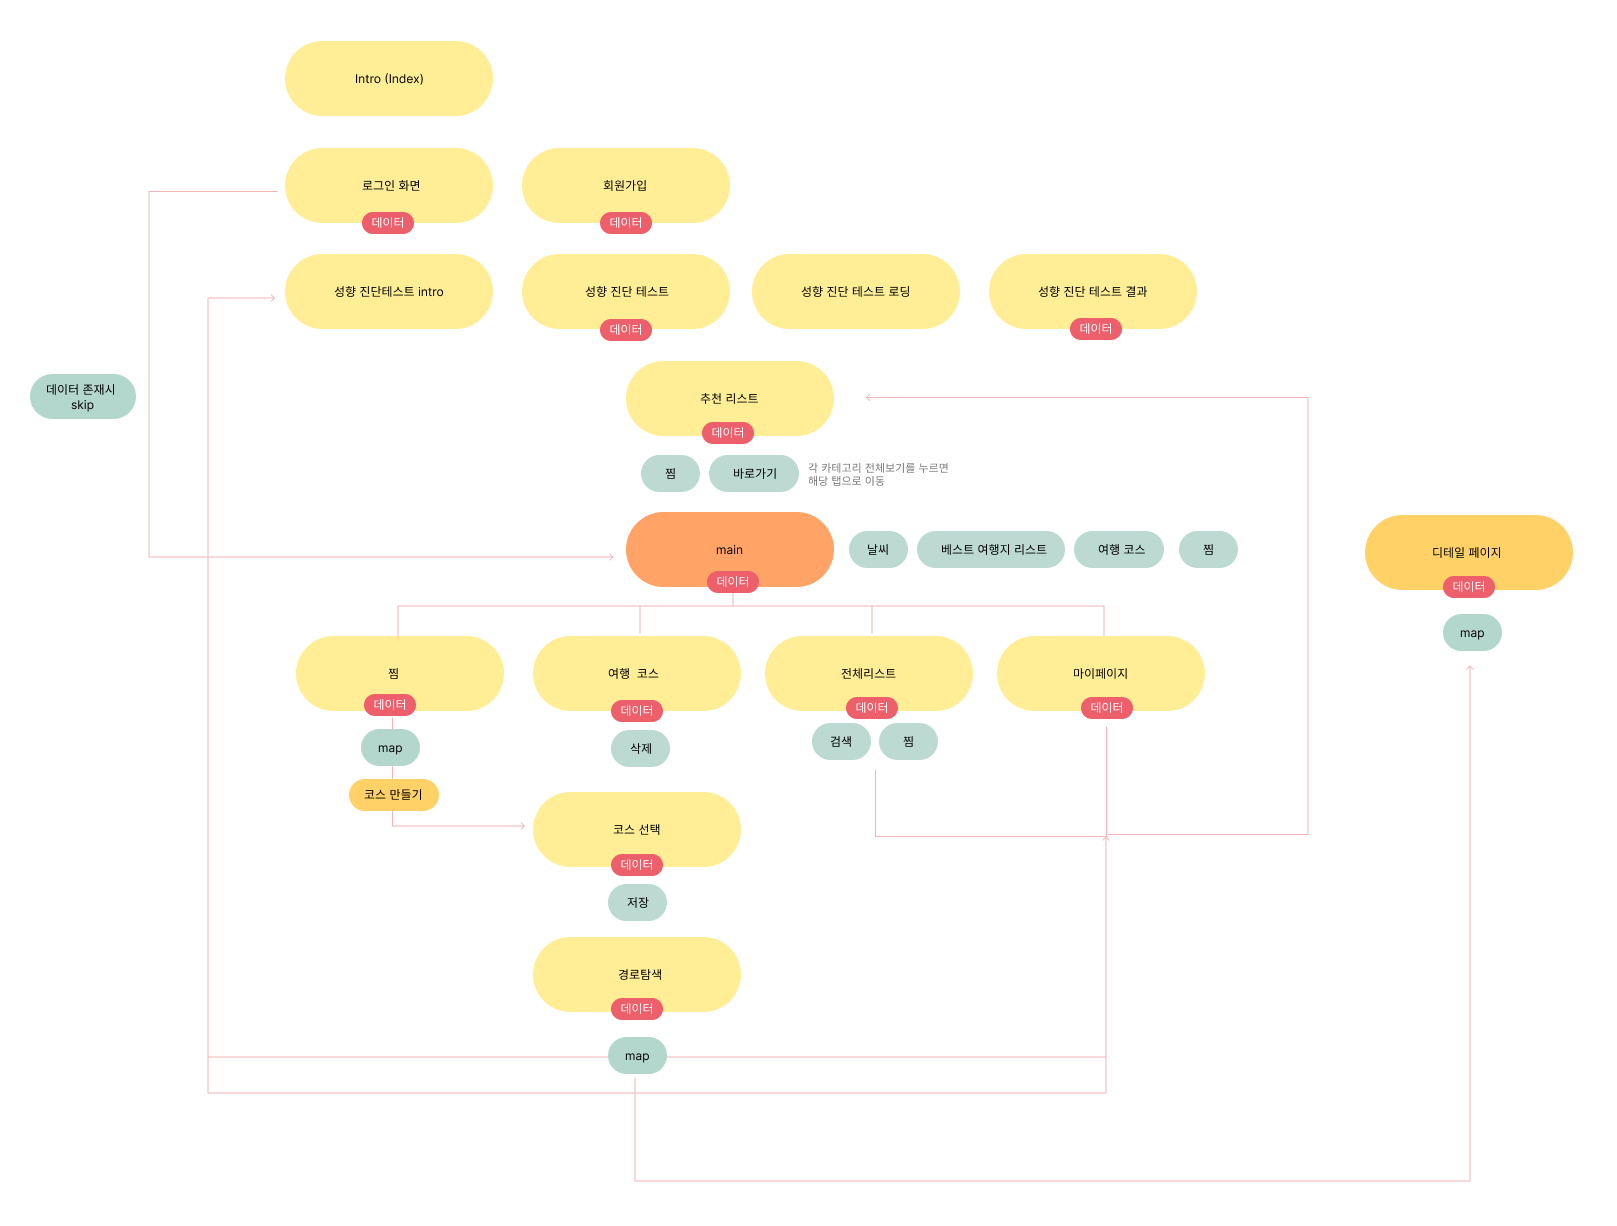 Intro (Index)
로그인 화면
데이터
회원가입
데이터
성향 진단테스트 intro
성향 진단 테스트
데이터
성향 진단 테스트 로딩
성향 진단 테스트 결과
데이터
데이터 존재시
skip
추천 리스트
데이터
찜
바로가기
각 카테고리 전체보기를 누르면
해당 탭으로 이동
main
데이터
날씨
베스트 여행지 리스트
여행 코스
찜
디테일 페이지
데이터
map
찜
데이터
map
코스 만들기
여행  코스
데이터
삭제
전체리스트
데이터
검색
찜
마이페이지
데이터
코스 선택
데이터
저장
경로탐색
데이터
map